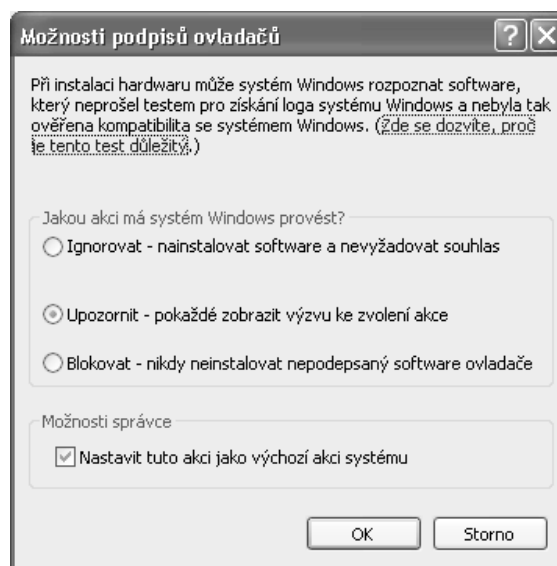 Možnosti podpisů ovladačů
Při instalaci hardwaru může systém Windows rozpoznat software,
který neprošel testem pro získání loga systému Windows a nebyla tak
ověřena kompatibilita se systémem Windows. (Zde se dozvíte, proč
je tento test důležitý.)
Jakou akci má systém Windows provést?
Ignorovat - nainstalovat software a nevyžadovat souhlas
Upozornit - pokaždé zobrazit výzvu ke zvolení akce
Blokovat - nikdy neinstalovat nepodepsaný software ovladače
Možnosti správce
Nastavit tuto akci jako výchozí akci systému
OK Storno